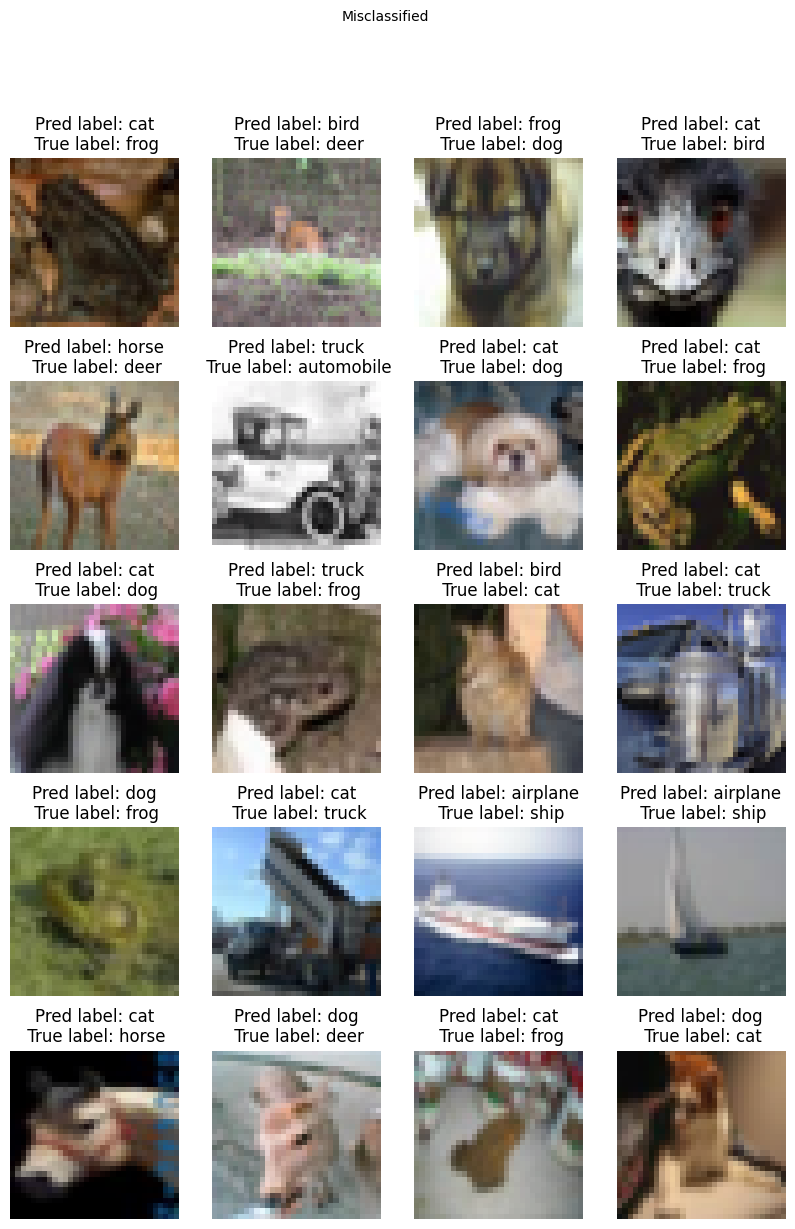 Misclassified
Pred label: cat
True label: frog
Pred label: bird
True label: deer
Pred label: frog
True label: dog
Pred label: cat
True label: bird
Pred label: horse
True label: deer
Pred label: truck
True label: automobile
Pred label: cat
True label: dog
Pred label: cat
True label: frog
Pred label: cat
True label: dog
Pred label: truck
True label: frog
Pred label: bird
True label: cat
Pred label: cat
True label: truck
Pred label: dog
True label: frog
Pred label: cat
True label: truck
Pred label: airplane
True label: ship
Pred label: airplane
True label: ship
Pred label: cat
True label: horse
Pred label: dog
True label: deer
Pred label: cat
True label: frog
Pred label: dog
True label: cat